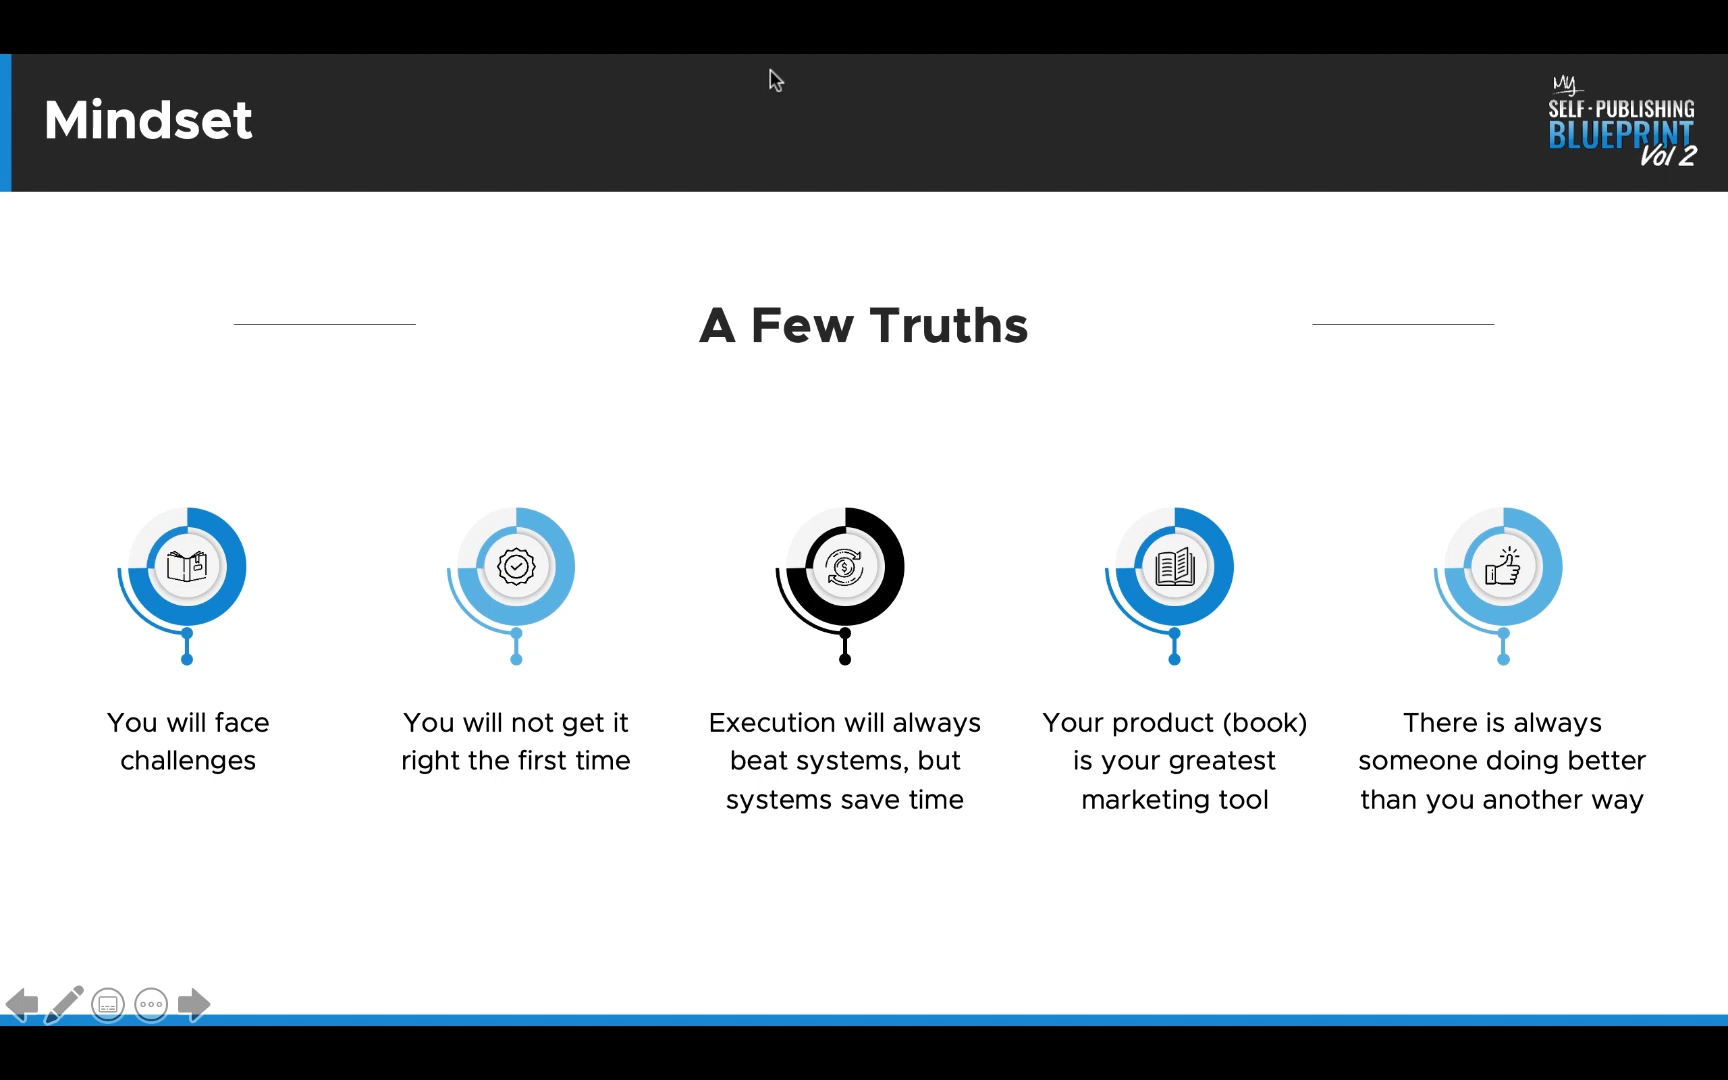 Mindset
My
SELF-PUBLISHING
BLUEPRINT
Vol 2
A Few Truths
You will face
challenges
You will not get it
right the first time
Execution will always
beat systems, but
systems save time
Your product (book)
is your greatest
marketing tool
There is always
someone doing better
than you another way